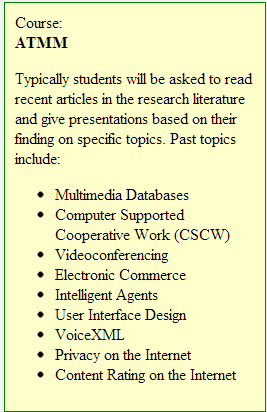 Course:
ATMM
Typically students will be asked to read
recent articles in the research literature
and give presentations based on their
finding on specific topics. Past topics
include:
• Multimedia Databases
• Computer Supported
Cooperative Work (CSCW)
• Videoconferencing
• Electronic Commerce
• Intelligent Agents
• User Interface Design
• VoiceXML
• Privacy on the Internet
• Content Rating on the Internet